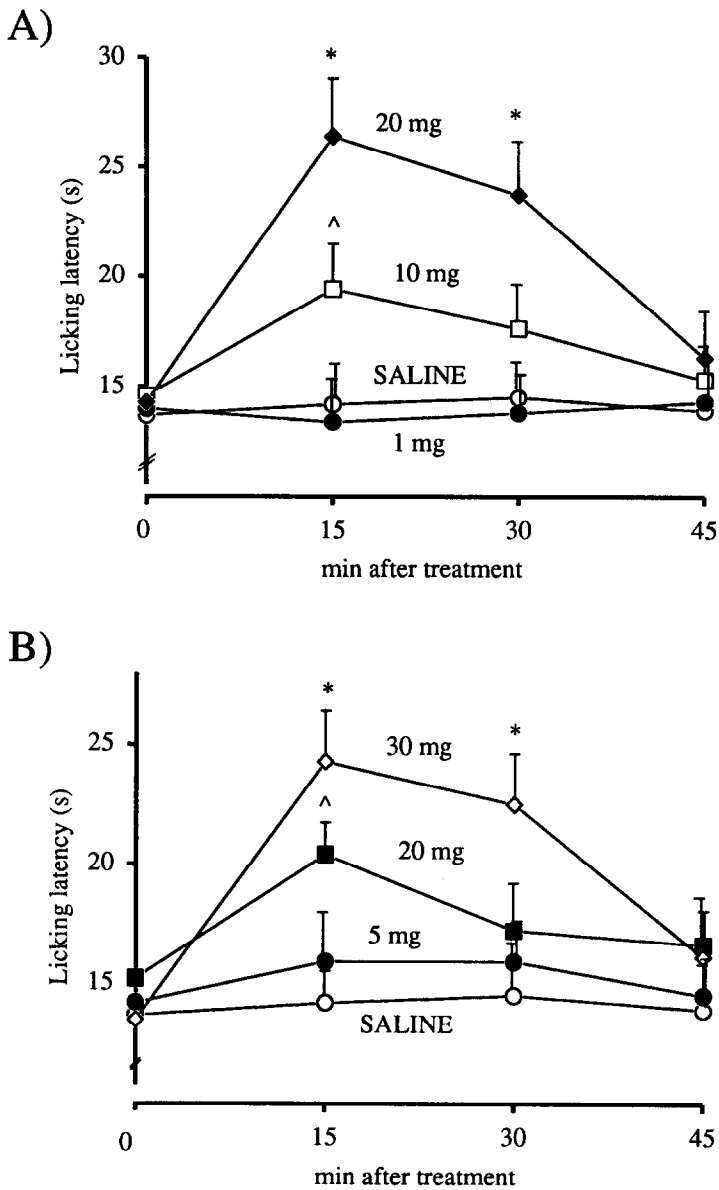 A)
30
*
20 mg
*
25
Licking latency (s)
^
10 mg
20
SALINE
15
1 mg
0 15 30 45
min after treatment
B)
*
*
25
30 mg
Licking latency (s)
^
20 mg
20
5 mg
15
SALINE
0 15 30 45
min after treatment